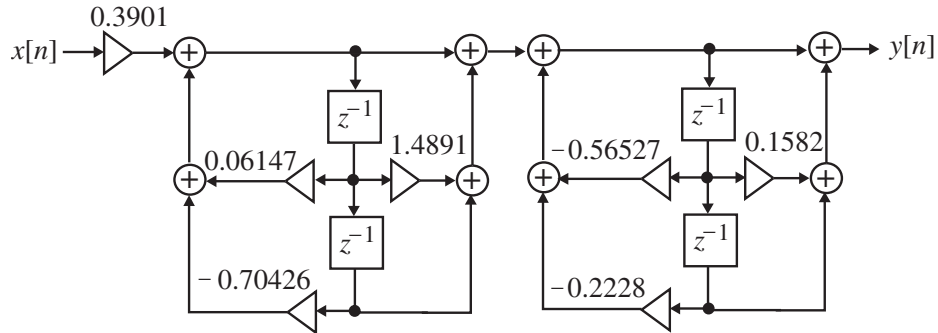 0.3901
x[n]
y[n]
z⁻¹
z⁻¹
0.06147
1.4891
−0.56527
0.1582
z⁻¹
z⁻¹
−0.70426
−0.2228